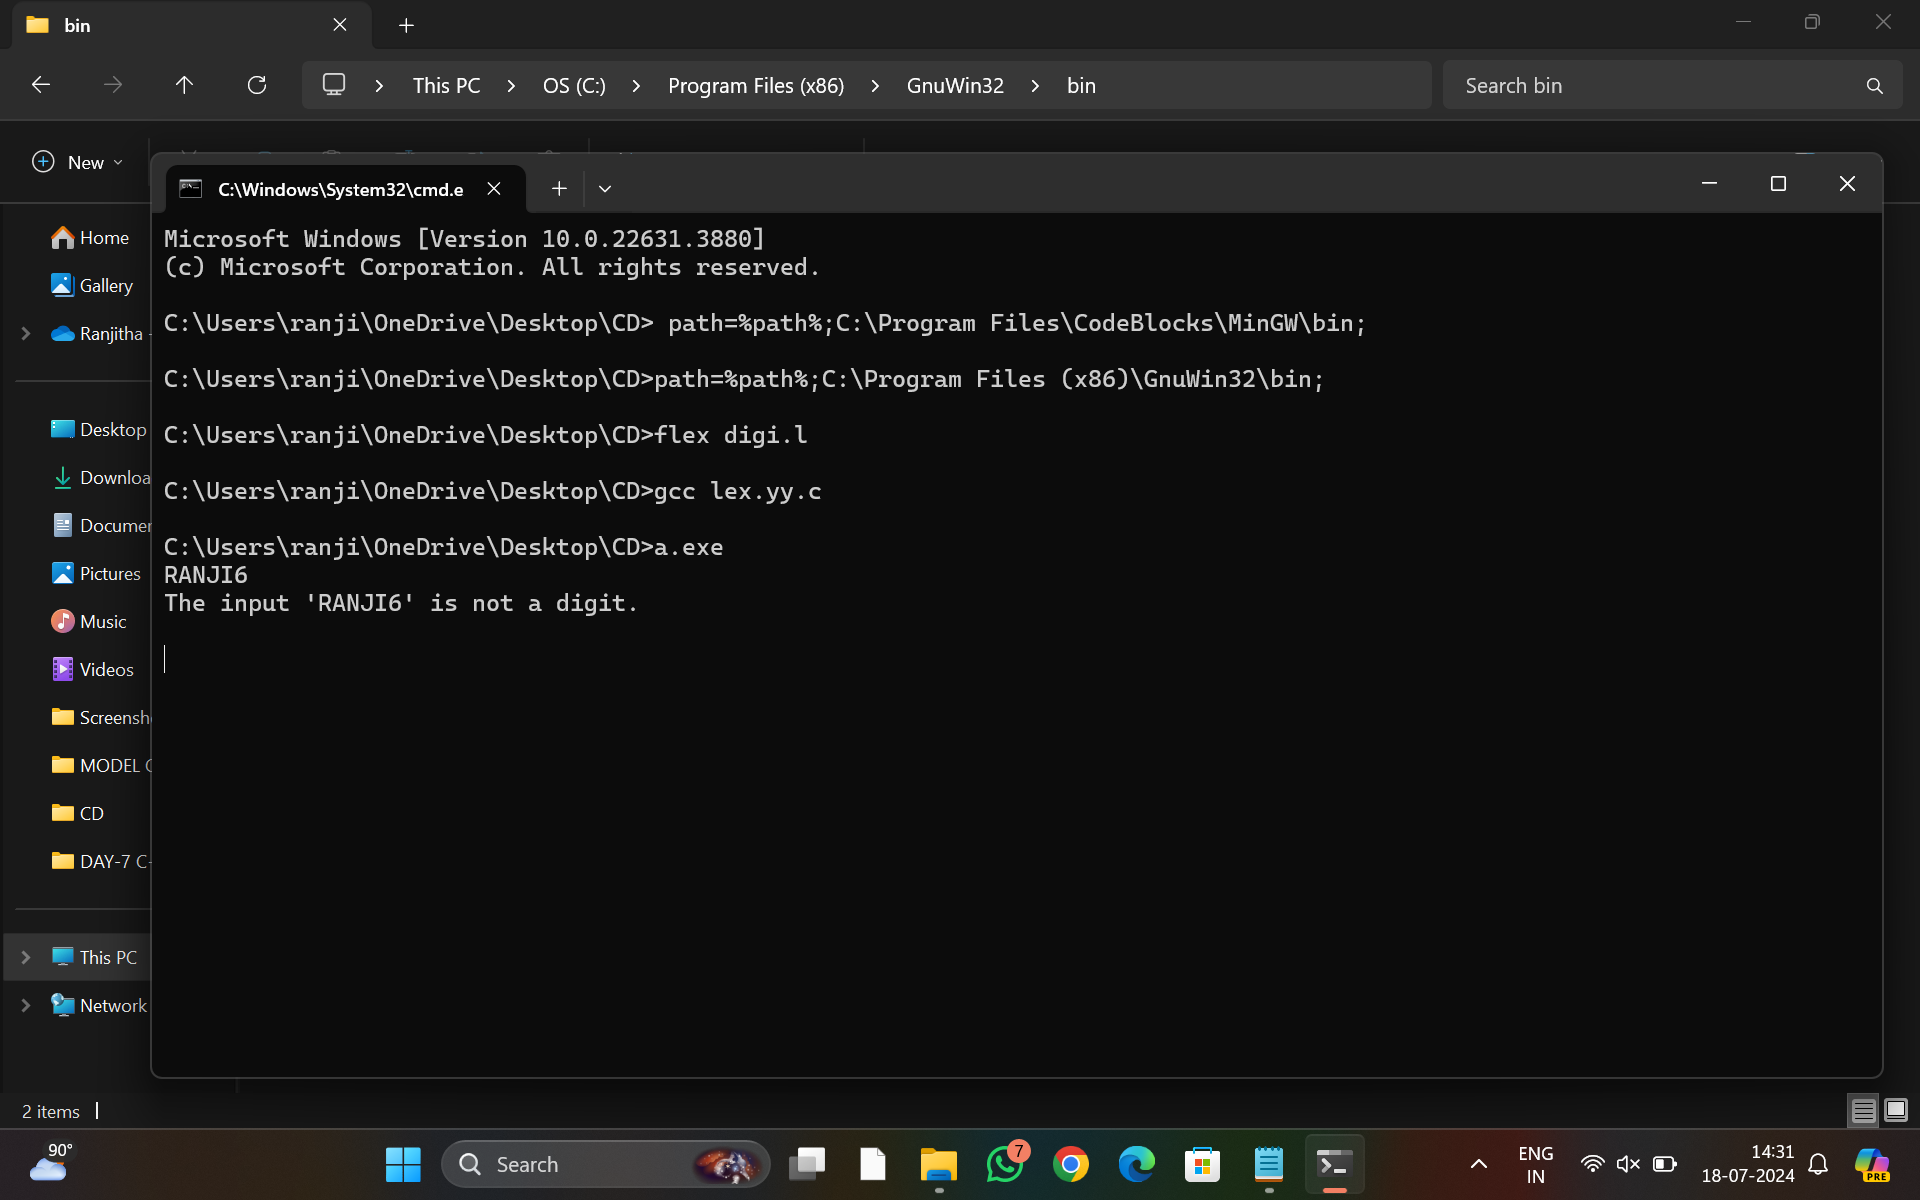 bin
This PC > OS (C:) > Program Files (x86) > GnuWin32 > bin
Search bin
New
C:\Windows\System32\cmd.e
Home
Gallery
Ranjitha -
Desktop
Downloa
Documen
Pictures
Music
Videos
Screensh
MODEL C
CD
DAY-7 C-
This PC
Network
Microsoft Windows [Version 10.0.22631.3880]
(c) Microsoft Corporation. All rights reserved.
C:\Users\ranji\OneDrive\Desktop\CD> path=%path%;C:\Program Files\CodeBlocks\MinGW\bin;
C:\Users\ranji\OneDrive\Desktop\CD>path=%path%;C:\Program Files (x86)\GnuWin32\bin;
C:\Users\ranji\OneDrive\Desktop\CD>flex digi.l
C:\Users\ranji\OneDrive\Desktop\CD>gcc lex.yy.c
C:\Users\ranji\OneDrive\Desktop\CD>a.exe
RANJI6
The input 'RANJI6' is not a digit.
2 items
90°
Search
7
ENG
IN
14:31
18-07-2024
PRE